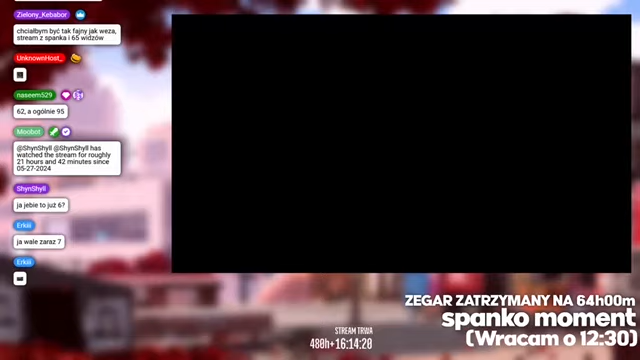 Zielony_Kebabor
chciałbym być tak fajny jak weza,
stream z spanka i 65 widzów
UnknownHost_
naseem529
62, a ogólnie 95
Moobot
@ShynShyll @ShynShyll has
watched the stream for roughly
21 hours and 42 minutes since
05-27-2024
ShynShyll
ja jebie to już 6?
Erkiii
ja wale zaraz 7
Erkiii
ZEGAR ZATRZYMANY NA 64h00m
spanko moment
(Wracam o 12:30)
STREAM TRWA
480h+16:14:20